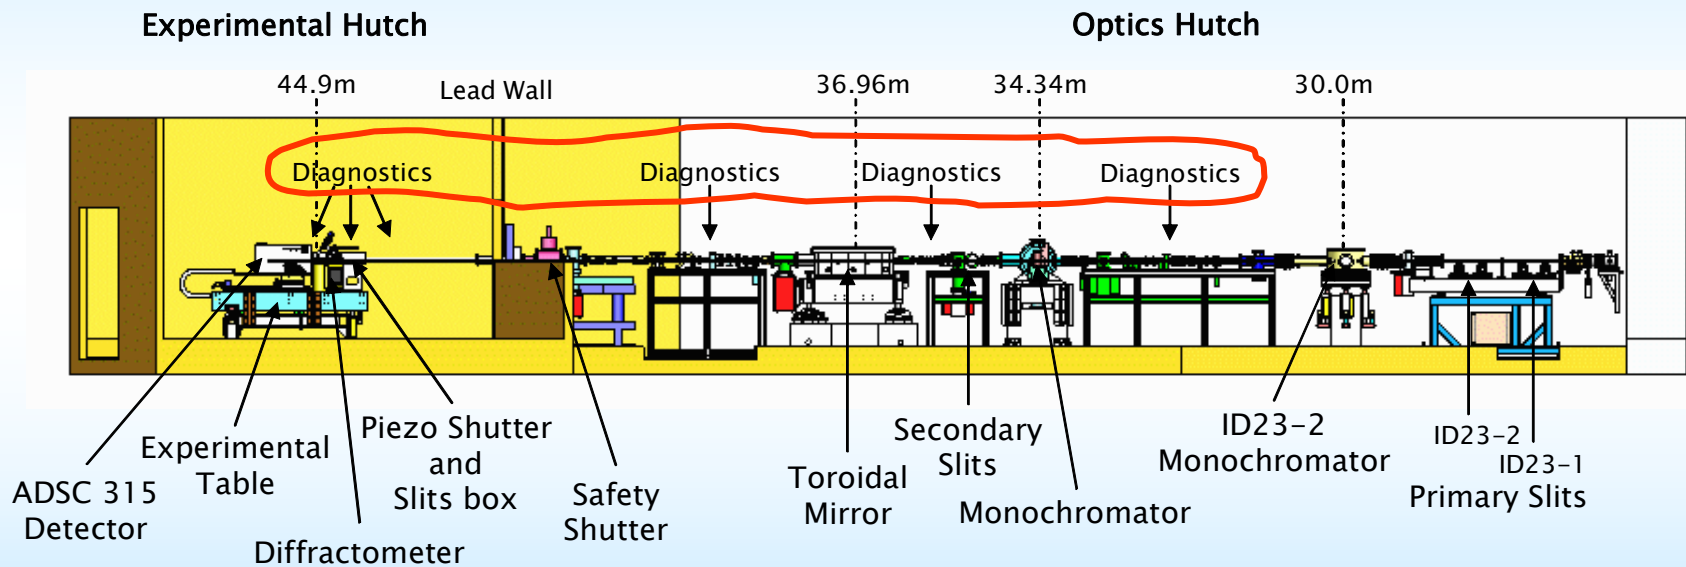 Experimental Hutch
Optics Hutch
44.9m
Lead Wall
36.96m
34.34m
30.0m
Diagnostics
Diagnostics
Diagnostics
Diagnostics
ADSC 315
Detector
Experimental
Table
Diffractometer
Piezo Shutter
and
Slits box
Safety
Shutter
Toroidal
Mirror
Secondary
Slits
Monochromator
ID23-2
Monochromator
ID23-2
ID23-1
Primary Slits